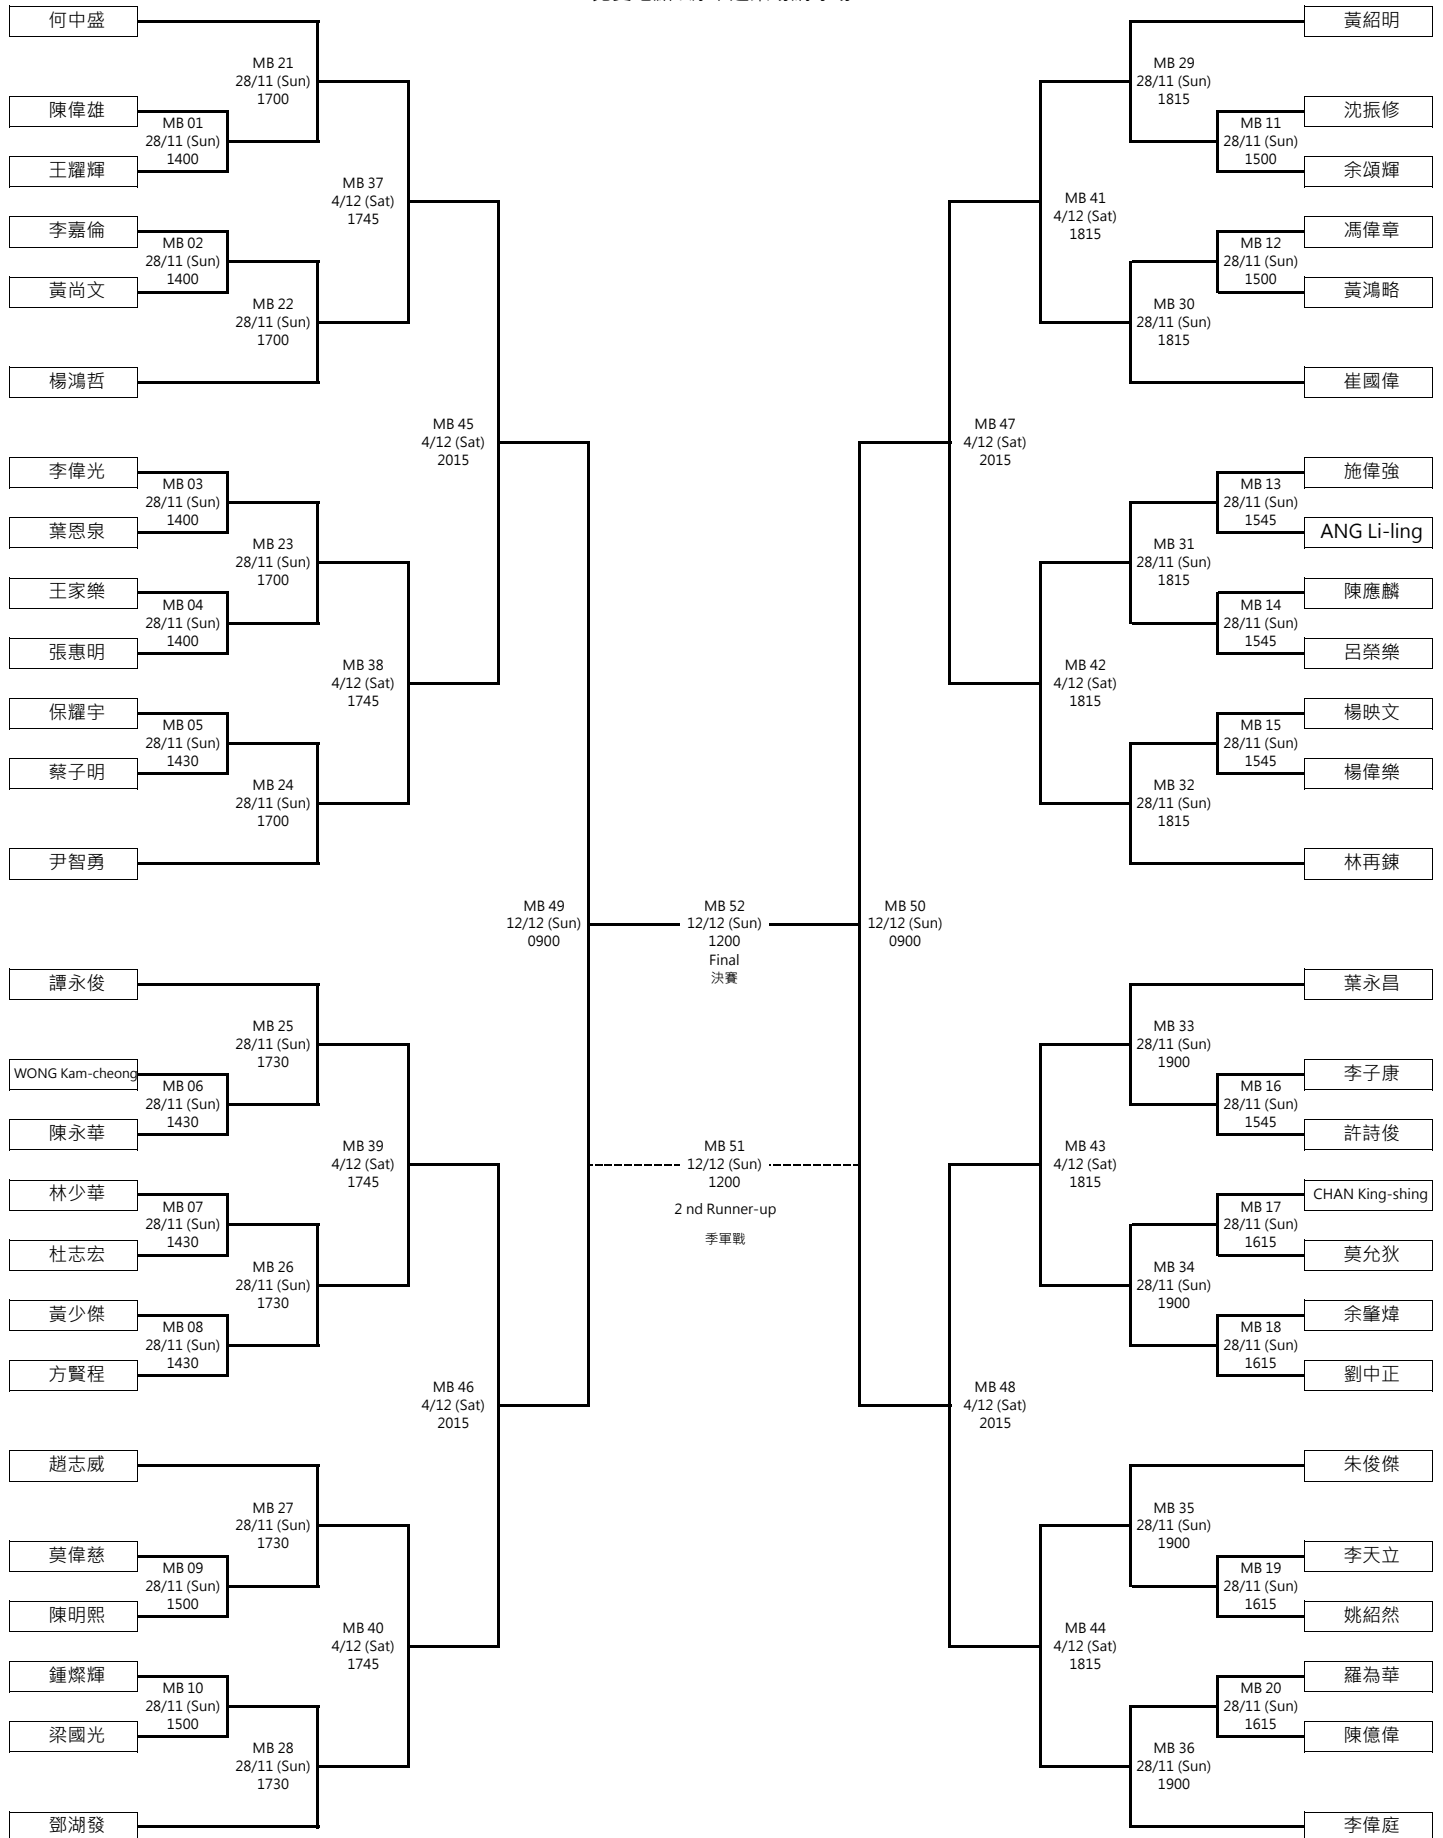 何中盛
MB 21
28/11 (Sun)
1700
陳偉雄
MB 01
28/11 (Sun)
1400
王耀輝
MB 37
4/12 (Sat)
1745
李嘉倫
MB 02
28/11 (Sun)
1400
黃尚文
MB 22
28/11 (Sun)
1700
楊鴻哲
MB 45
4/12 (Sat)
2015
李偉光
MB 03
28/11 (Sun)
1400
葉恩泉
MB 23
28/11 (Sun)
1700
王家樂
MB 04
28/11 (Sun)
1400
張惠明
MB 38
4/12 (Sat)
1745
保耀宇
MB 05
28/11 (Sun)
1430
蔡子明
MB 24
28/11 (Sun)
1700
尹智勇
MB 49
12/12 (Sun)
0900
譚永俊
MB 25
28/11 (Sun)
1730
WONG Kam-cheong
MB 06
28/11 (Sun)
1430
陳永華
MB 39
4/12 (Sat)
1745
林少華
MB 07
28/11 (Sun)
1430
杜志宏
MB 26
28/11 (Sun)
1730
黃少傑
MB 08
28/11 (Sun)
1430
方賢程
MB 46
4/12 (Sat)
2015
趙志威
MB 27
28/11 (Sun)
1730
莫偉慈
MB 09
28/11 (Sun)
1500
陳明熙
MB 40
4/12 (Sat)
1745
鍾燦輝
MB 10
28/11 (Sun)
1500
梁國光
MB 28
28/11 (Sun)
1730
鄧湖發
MB 52
12/12 (Sun)
1200
Final
決賽
MB 51
12/12 (Sun)
1200
2 nd Runner-up
季軍戰
黃紹明
MB 29
28/11 (Sun)
1815
沈振修
MB 11
28/11 (Sun)
1500
余頌輝
MB 41
4/12 (Sat)
1815
馮偉章
MB 12
28/11 (Sun)
1500
黃鴻略
MB 30
28/11 (Sun)
1815
崔國偉
MB 47
4/12 (Sat)
2015
施偉強
MB 13
28/11 (Sun)
1545
ANG Li-ling
MB 31
28/11 (Sun)
1815
陳應麟
MB 14
28/11 (Sun)
1545
呂榮樂
MB 42
4/12 (Sat)
1815
楊映文
MB 15
28/11 (Sun)
1545
楊偉樂
MB 32
28/11 (Sun)
1815
林再鍊
MB 50
12/12 (Sun)
0900
葉永昌
MB 33
28/11 (Sun)
1900
李子康
MB 16
28/11 (Sun)
1545
許詩俊
MB 43
4/12 (Sat)
1815
CHAN King-shing
MB 17
28/11 (Sun)
1615
莫允狄
MB 34
28/11 (Sun)
1900
余肇煒
MB 18
28/11 (Sun)
1615
劉中正
MB 48
4/12 (Sat)
2015
朱俊傑
MB 35
28/11 (Sun)
1900
李天立
MB 19
28/11 (Sun)
1615
姚紹然
MB 44
4/12 (Sat)
1815
羅為華
MB 20
28/11 (Sun)
1615
陳億偉
MB 36
28/11 (Sun)
1900
李偉庭